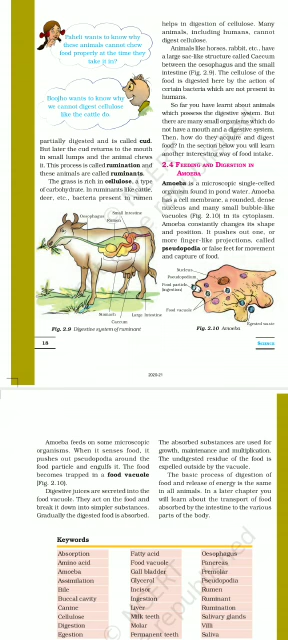 Paheli wants to know why
these animals cannot chew
food properly at the time they
take it in?
Boojho wants to know why
we cannot digest cellulose
like the cattle do.
partially digested and is called cud.
But later the cud returns to the mouth
in small lumps and the animal chews
it. This process is called rumination and
these animals are called ruminants.
The grass is rich in cellulose, a type
of carbohydrate. In ruminants like cattle,
deer, etc., bacteria present in rumen
Oesophagus
Small Intestine
Rumen
Stomach
Large Intestine
Caecum
Fig. 2.9 Digestive system of ruminant
18
helps in digestion of cellulose. Many
animals, including humans, cannot
digest cellulose.
Animals like horses, rabbit, etc., have
a large sac-like structure called Caecum
between the oesophagus and the small
intestine (Fig. 2.9). The cellulose of the
food is digested here by the action of
certain bacteria which are not present in
humans.
So far you have learnt about animals
which possess the digestive system. But
there are many small organisms which do
not have a mouth and a digestive system.
Then, how do they acquire and digest
food? In the section below you will learn
another interesting way of food intake.
2.4 FEEDING AND DIGESTION IN
AMOEBA
Amoeba is a microscopic single-celled
organism found in pond water. Amoeba
has a cell membrane, a rounded, dense
nucleus and many small bubble-like
vacuoles (Fig. 2.10) in its cytoplasm.
Amoeba constantly changes its shape
and position. It pushes out one, or
more finger-like projections, called
pseudopodia or false feet for movement
and capture of food.
Nucleus
Pseudopodium
Food particle
(ingestion)
Food vacuole
Egested waste
Fig. 2.10 Amoeba
SCIENCE
2020-21
Amoeba feeds on some microscopic
organisms. When it senses food, it
pushes out pseudopodia around the
food particle and engulfs it. The food
becomes trapped in a food vacuole
[Fig. 2.10].
Digestive juices are secreted into the
food vacuole. They act on the food and
break it down into simpler substances.
Gradually the digested food is absorbed.
The absorbed substances are used for
growth, maintenance and multiplication.
The undigested residue of the food is
expelled outside by the vacuole.
The basic process of digestion of
food and release of energy is the same
in all animals. In a later chapter you
will learn about the transport of food
absorbed by the intestine to the various
parts of the body.
Keywords
Absorption
Amino acid
Amoeba
Assimilation
Bile
Buccal cavity
Canine
Cellulose
Digestion
Egestion
Fatty acid
Food vacuole
Gall bladder
Glycerol
Incisor
Ingestion
Liver
Milk teeth
Molar
Permanent teeth
Oesophagus
Pancreas
Premolar
Pseudopodia
Rumen
Ruminant
Rumination
Salivary glands
Villi
Saliva